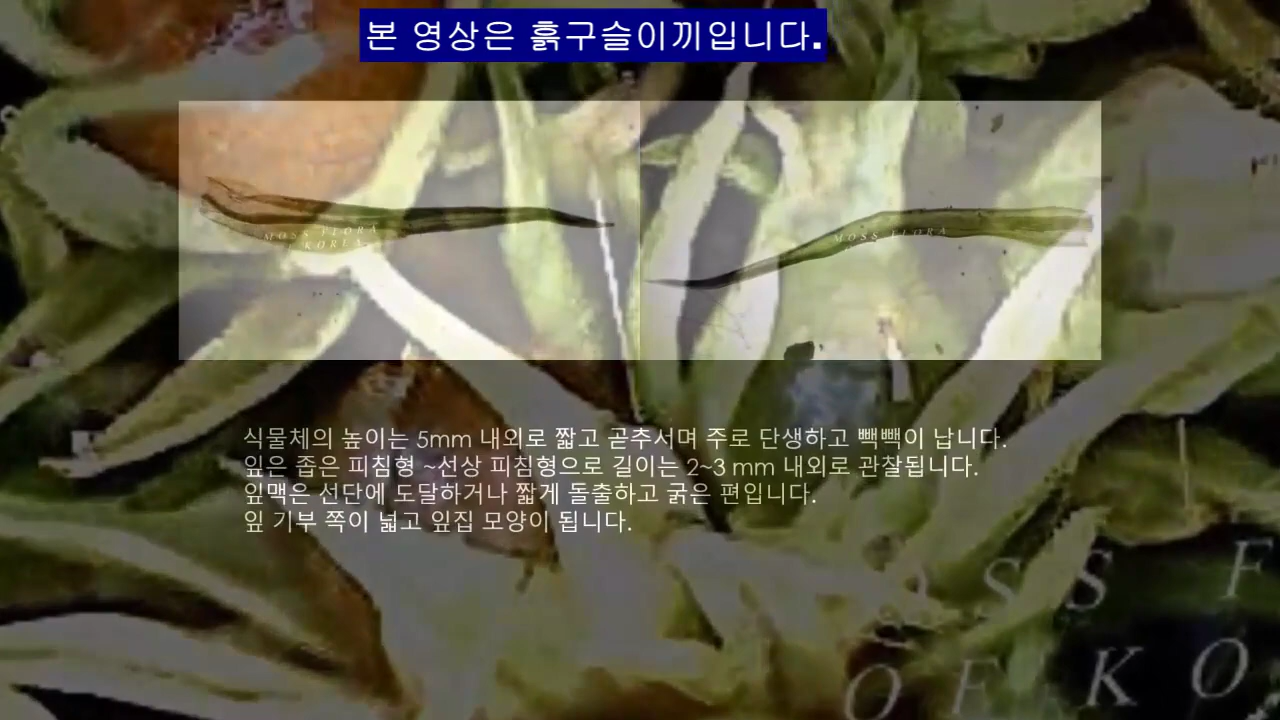 본 영상은 흙구슬이끼입니다.
MOSS FLORA
OF KOREA
MOSS FLORA
식물체의 높이는 5mm 내외로 짧고 곧추서며 주로 단생하고 빽빽이 납니다.
잎은 좁은 피침형 ~선상 피침형으로 길이는 2~3 mm 내외로 관찰됩니다.
잎맥은 선단에 도달하거나 짧게 돌출하고 굵은 편입니다.
잎 기부 쪽이 넓고 잎집 모양이 됩니다.
OSS F
OF KO